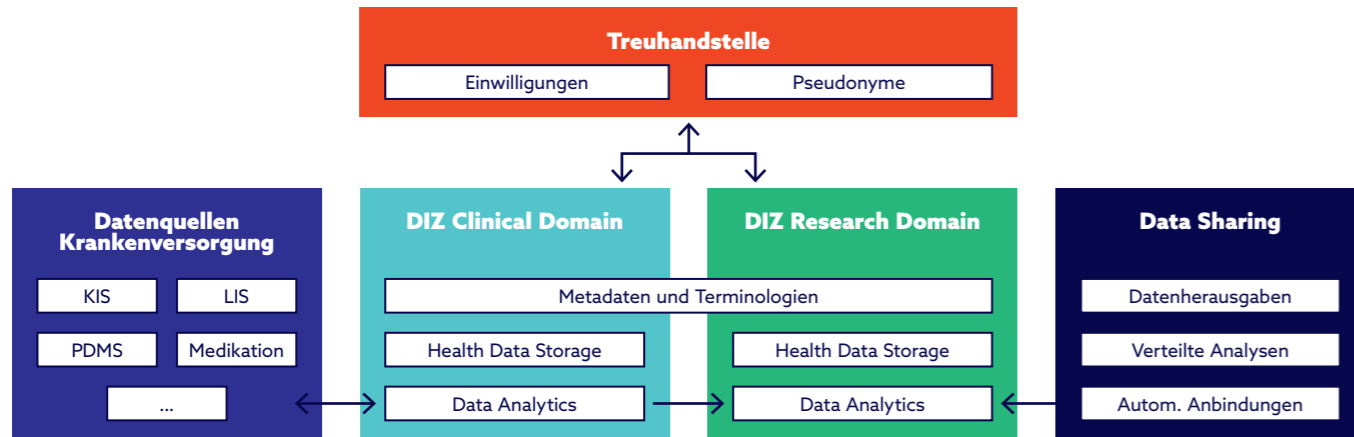 Treuhandstelle
Einwilligungen
Pseudonyme
Datenquellen
Krankenversorgung
KIS
LIS
PDMS
Medikation
...
DIZ Clinical Domain
DIZ Research Domain
Metadaten und Terminologien
Health Data Storage
Health Data Storage
Data Analytics
Data Analytics
Data Sharing
Datenherausgaben
Verteilte Analysen
Autom. Anbindungen